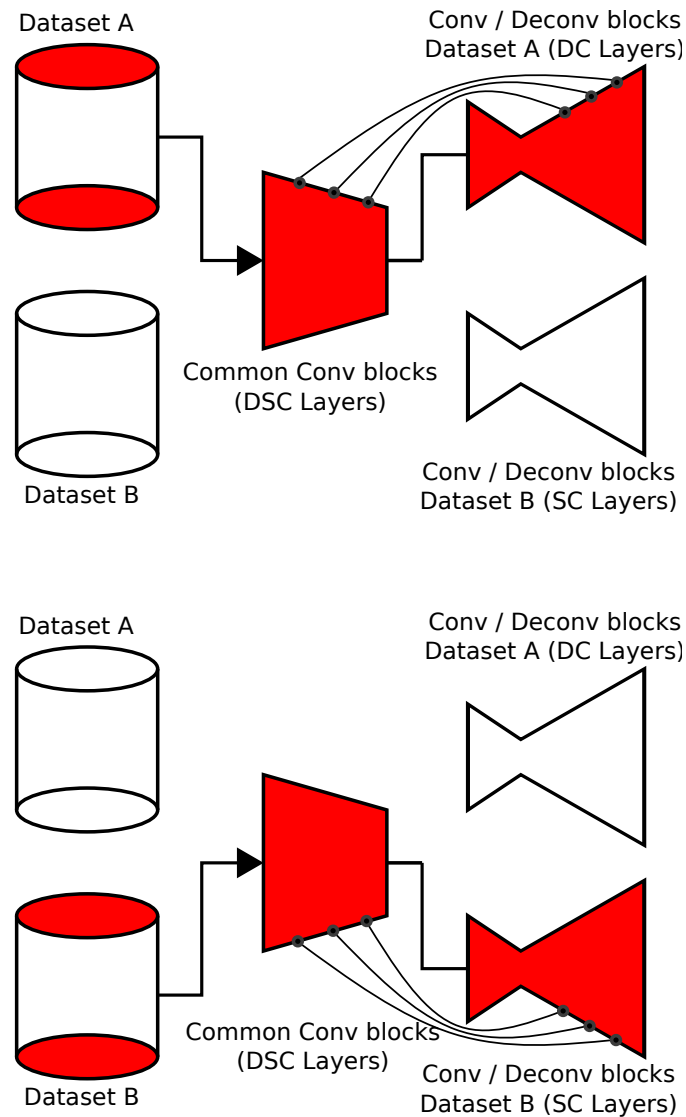 Dataset A
Conv / Deconv blocks
Dataset A (DC Layers)
Common Conv blocks
(DSC Layers)
Dataset B
Conv / Deconv blocks
Dataset B (SC Layers)
Dataset A
Conv / Deconv blocks
Dataset A (DC Layers)
Common Conv blocks
(DSC Layers)
Dataset B
Conv / Deconv blocks
Dataset B (SC Layers)